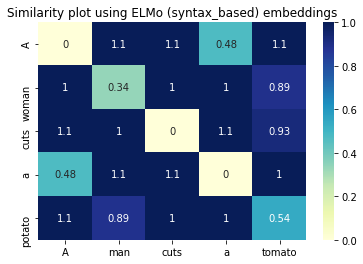 Similarity plot using ELMo (syntax_based) embeddings
A 0 1.1 1.1 0.48 1.1
woman 1 0.34 1 1 0.89
cuts 1.1 1 0 1.1 0.93
a 0.48 1.1 1.1 0 1
potato 1.1 0.89 1 1 0.54
A man cuts a tomato
1.0
0.8
0.6
0.4
0.2
0.0